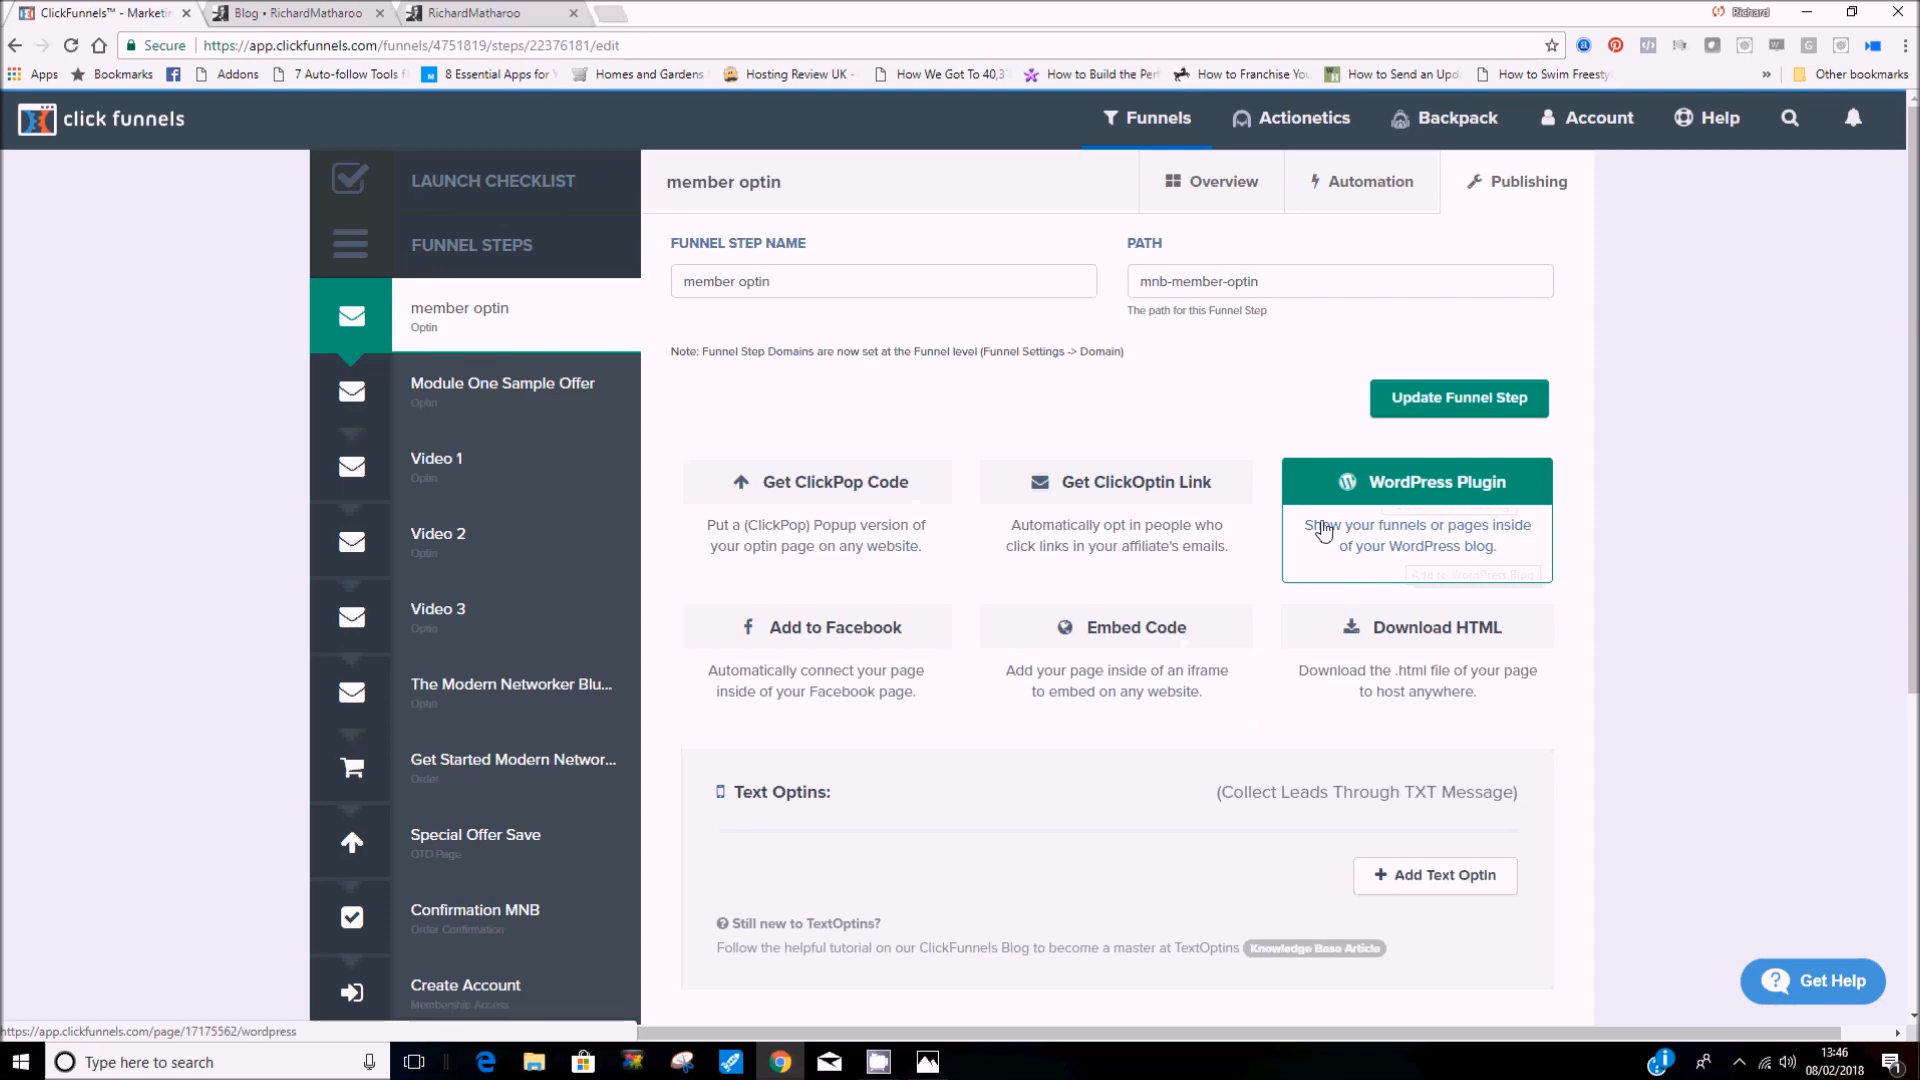 ClickFunnels™ - Marketin
Blog • RichardMatharoo
RichardMatharoo
Richard
Secure
https://app.clickfunnels.com/funnels/4751819/steps/22376181/edit
Apps
Bookmarks
Addons
7 Auto-follow Tools f
8 Essential Apps for Y
Homes and Gardens
Hosting Review UK -
How We Got To 40,3
How to Build the Perf
How to Franchise You
How to Send an Upd
How to Swim Freesty
»
Other bookmarks
click funnels
Funnels
Actionetics
Backpack
Account
Help
LAUNCH CHECKLIST
member optin
Overview
Automation
Publishing
FUNNEL STEPS
FUNNEL STEP NAME
PATH
member optin
mnb-member-optin
The path for this Funnel Step
member optin
Optin
Note: Funnel Step Domains are now set at the Funnel level (Funnel Settings -> Domain)
Update Funnel Step
Module One Sample Offer
Optin
Video 1
Optin
Video 2
Optin
Video 3
Optin
The Modern Networker Blu...
Optin
Get Started Modern Networ...
Order
Special Offer Save
OTO Page
Confirmation MNB
Order Confirmation
Create Account
Membership Access
Get ClickPop Code
Put a (ClickPop) Popup version of
your optin page on any website.
Get ClickOptin Link
Automatically opt in people who
click links in your affiliate's emails.
WordPress Plugin
Show your funnels or pages inside
of your WordPress blog.
Add to WordPress Blog
Add to Facebook
Automatically connect your page
inside of your Facebook page.
Embed Code
Add your page inside of an iframe
to embed on any website.
Download HTML
Download the .html file of your page
to host anywhere.
Text Optins:
(Collect Leads Through TXT Message)
+ Add Text OptIn
Still new to TextOptins?
Follow the helpful tutorial on our ClickFunnels Blog to become a master at TextOptins
Knowledge Base Article
Get Help
https://app.clickfunnels.com/page/17175562/wordpress
Type here to search
13:46
08/02/2018
1